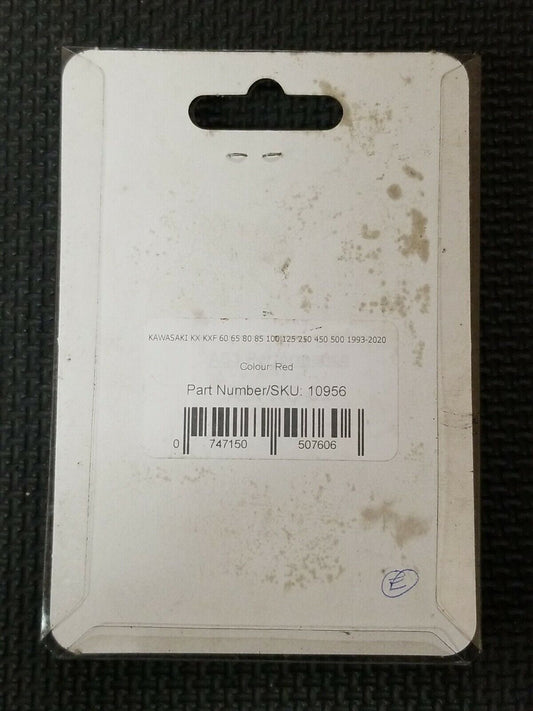 KAWASAKI KX KXF 60 65 80 85 100 125 250 450 500 1993-2020
Colour: Red
Part Number/SKU: 10956
0 747150 507606